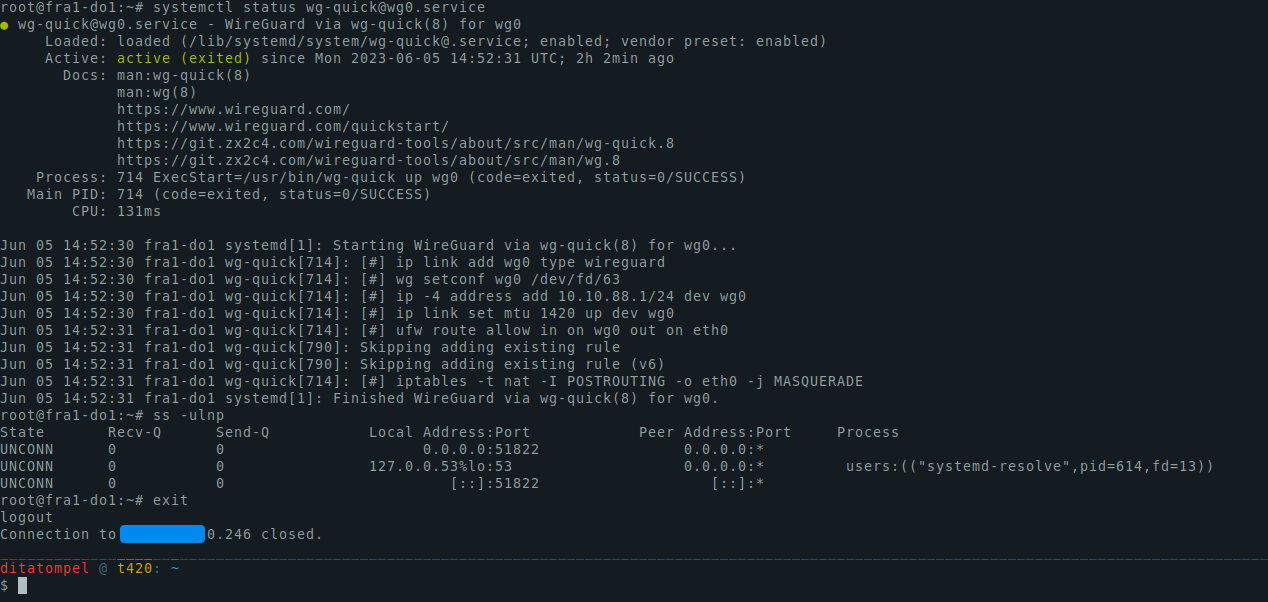 root@fra1-do1:~# systemctl status wg-quick@wg0.service
● wg-quick@wg0.service - WireGuard via wg-quick(8) for wg0
     Loaded: loaded (/lib/systemd/system/wg-quick@.service; enabled; vendor preset: enabled)
     Active: active (exited) since Mon 2023-06-05 14:52:31 UTC; 2h 2min ago
       Docs: man:wg-quick(8)
             man:wg(8)
             https://www.wireguard.com/
             https://www.wireguard.com/quickstart/
             https://git.zx2c4.com/wireguard-tools/about/src/man/wg-quick.8
             https://git.zx2c4.com/wireguard-tools/about/src/man/wg.8
    Process: 714 ExecStart=/usr/bin/wg-quick up wg0 (code=exited, status=0/SUCCESS)
   Main PID: 714 (code=exited, status=0/SUCCESS)
        CPU: 131ms

Jun 05 14:52:30 fra1-do1 systemd[1]: Starting WireGuard via wg-quick(8) for wg0...
Jun 05 14:52:30 fra1-do1 wg-quick[714]: [#] ip link add wg0 type wireguard
Jun 05 14:52:30 fra1-do1 wg-quick[714]: [#] wg setconf wg0 /dev/fd/63
Jun 05 14:52:30 fra1-do1 wg-quick[714]: [#] ip -4 address add 10.10.88.1/24 dev wg0
Jun 05 14:52:30 fra1-do1 wg-quick[714]: [#] ip link set mtu 1420 up dev wg0
Jun 05 14:52:31 fra1-do1 wg-quick[714]: [#] ufw route allow in on wg0 out on eth0
Jun 05 14:52:31 fra1-do1 wg-quick[790]: Skipping adding existing rule
Jun 05 14:52:31 fra1-do1 wg-quick[790]: Skipping adding existing rule (v6)
Jun 05 14:52:31 fra1-do1 wg-quick[714]: [#] iptables -t nat -I POSTROUTING -o eth0 -j MASQUERADE
Jun 05 14:52:31 fra1-do1 systemd[1]: Finished WireGuard via wg-quick(8) for wg0.
root@fra1-do1:~# ss -ulnp
State       Recv-Q      Send-Q           Local Address:Port            Peer Address:Port     Process
UNCONN      0           0                      0.0.0.0:51822                0.0.0.0:*
UNCONN      0           0                127.0.0.53%lo:53                   0.0.0.0:*         users:(("systemd-resolve",pid=614,fd=13))
UNCONN      0           0                         [::]:51822                   [::]:*
root@fra1-do1:~# exit
logout
Connection to 0.246 closed.
ditatompel @ t420: ~
$